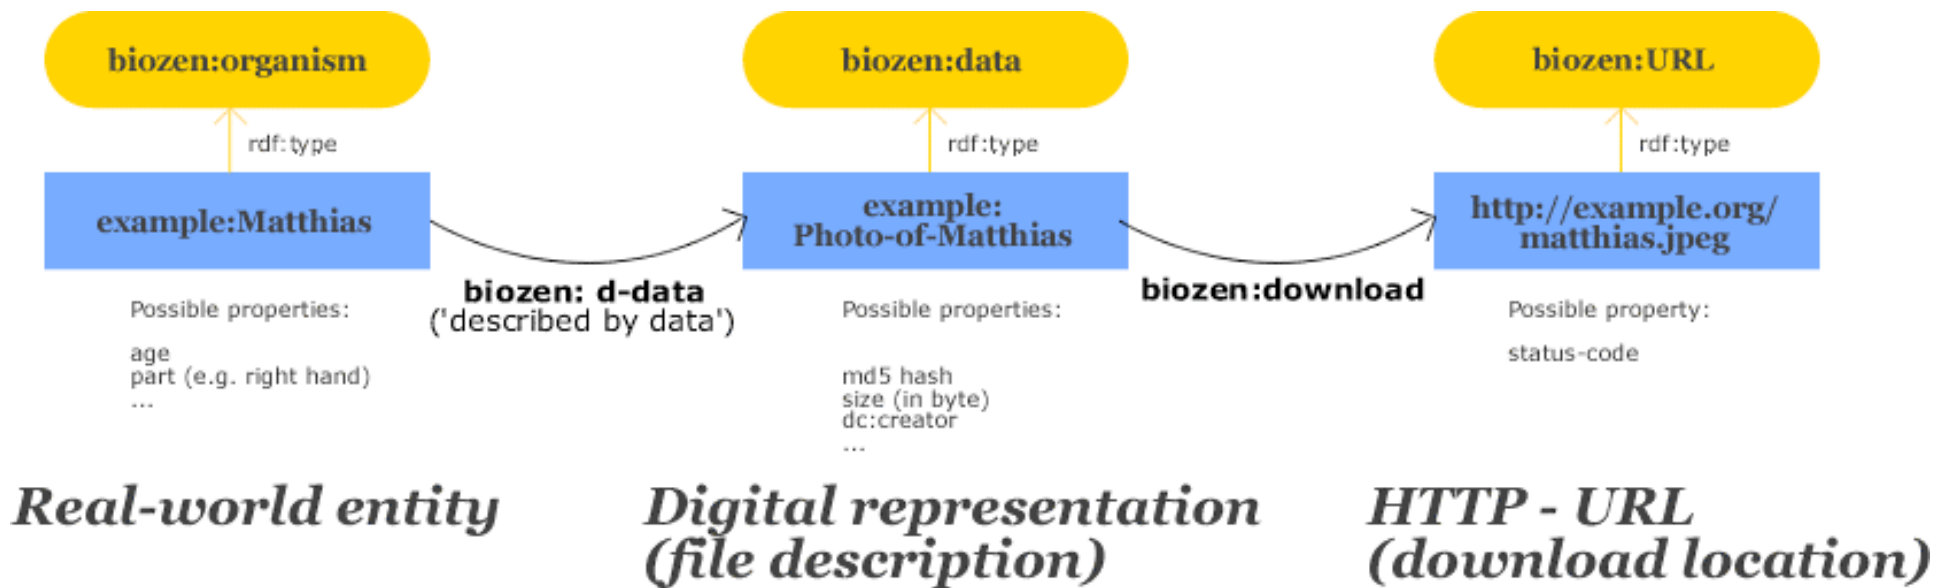 biozen:organism
biozen:data
biozen:URL
rdf:type
rdf:type
rdf:type
example:Matthias
example:
Photo-of-Matthias
http://example.org/
matthias.jpeg
biozen: d-data
('described by data')
biozen:download
Possible properties:
age
part (e.g. right hand)
...
Possible properties:
md5 hash
size (in byte)
dc:creator
...
Possible property:
status-code
Real-world entity
Digital representation
(file description)
HTTP - URL
(download location)